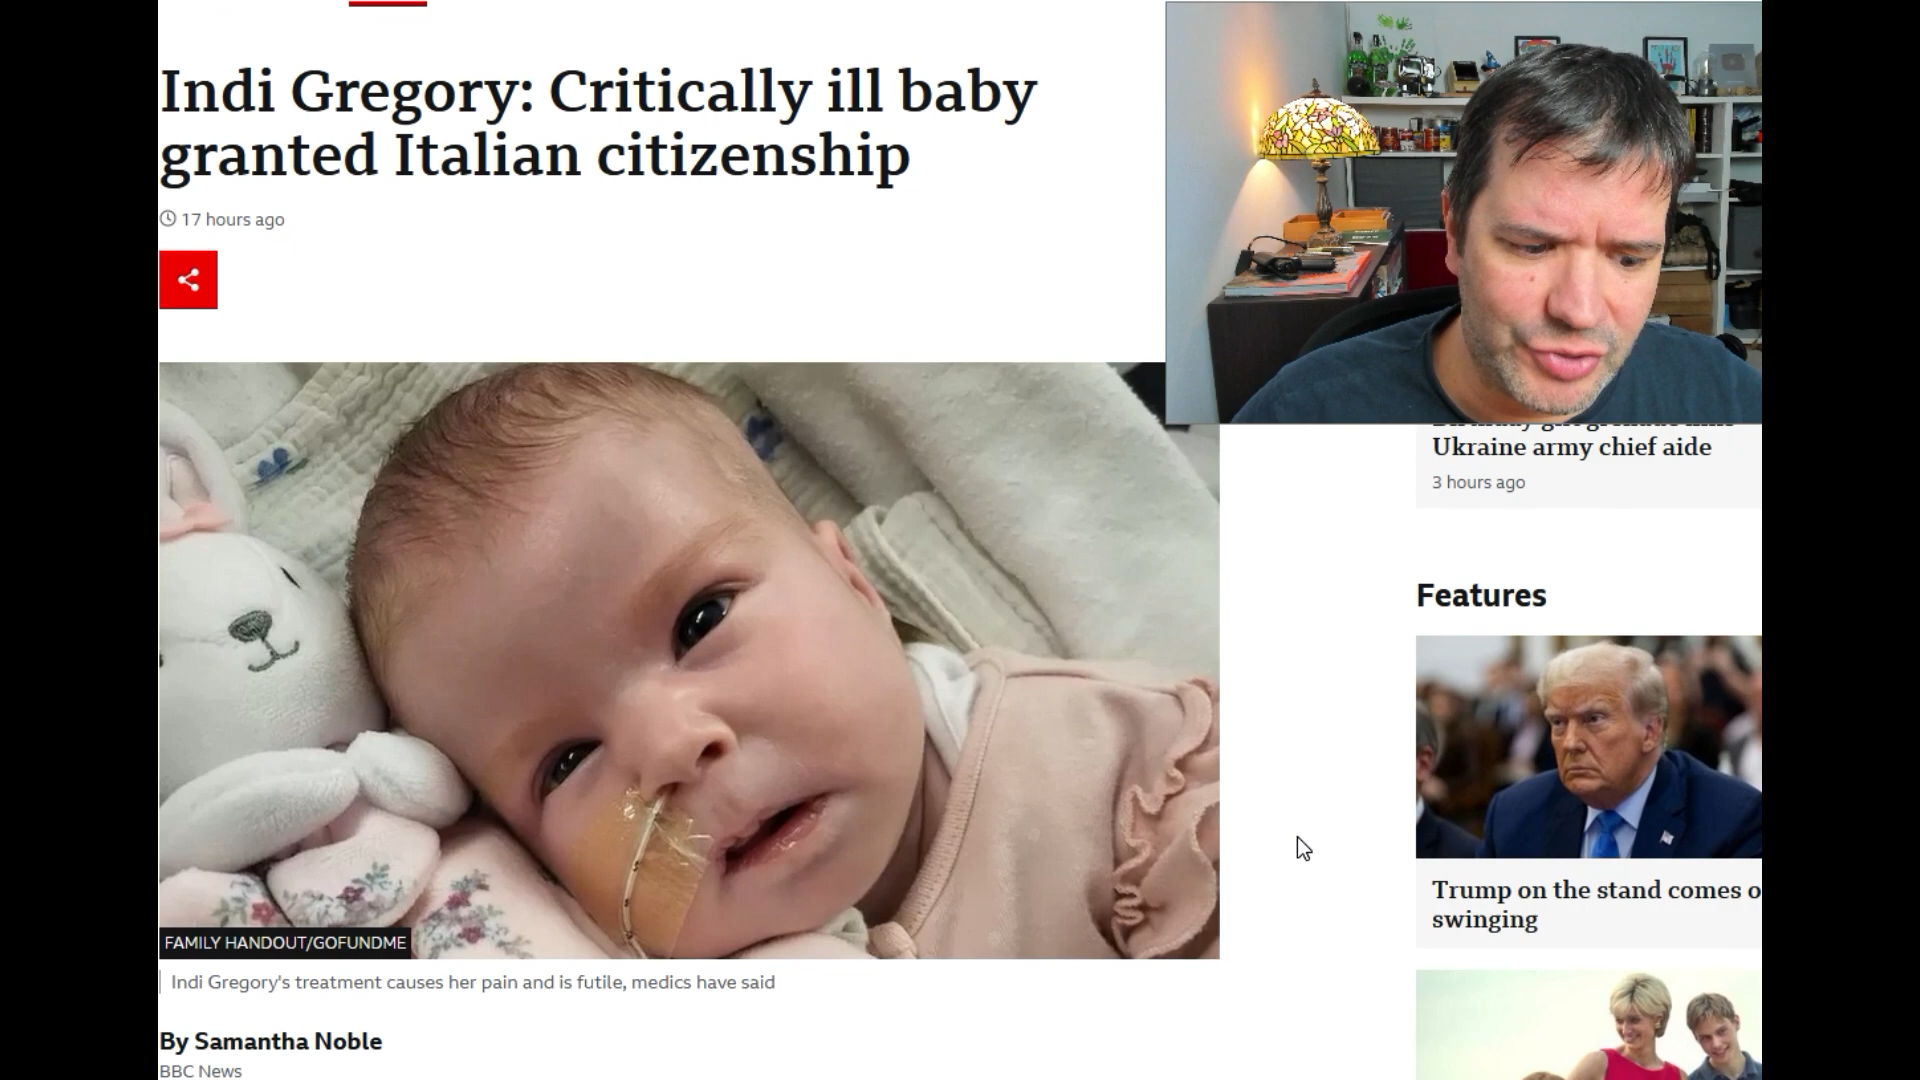 Indi Gregory: Critically ill baby
granted Italian citizenship
17 hours ago
FAMILY HANDOUT/GOFUNDME
Indi Gregory's treatment causes her pain and is futile, medics have said
By Samantha Noble
BBC News
Ukraine army chief aide
3 hours ago
Features
Trump on the stand comes o
swinging